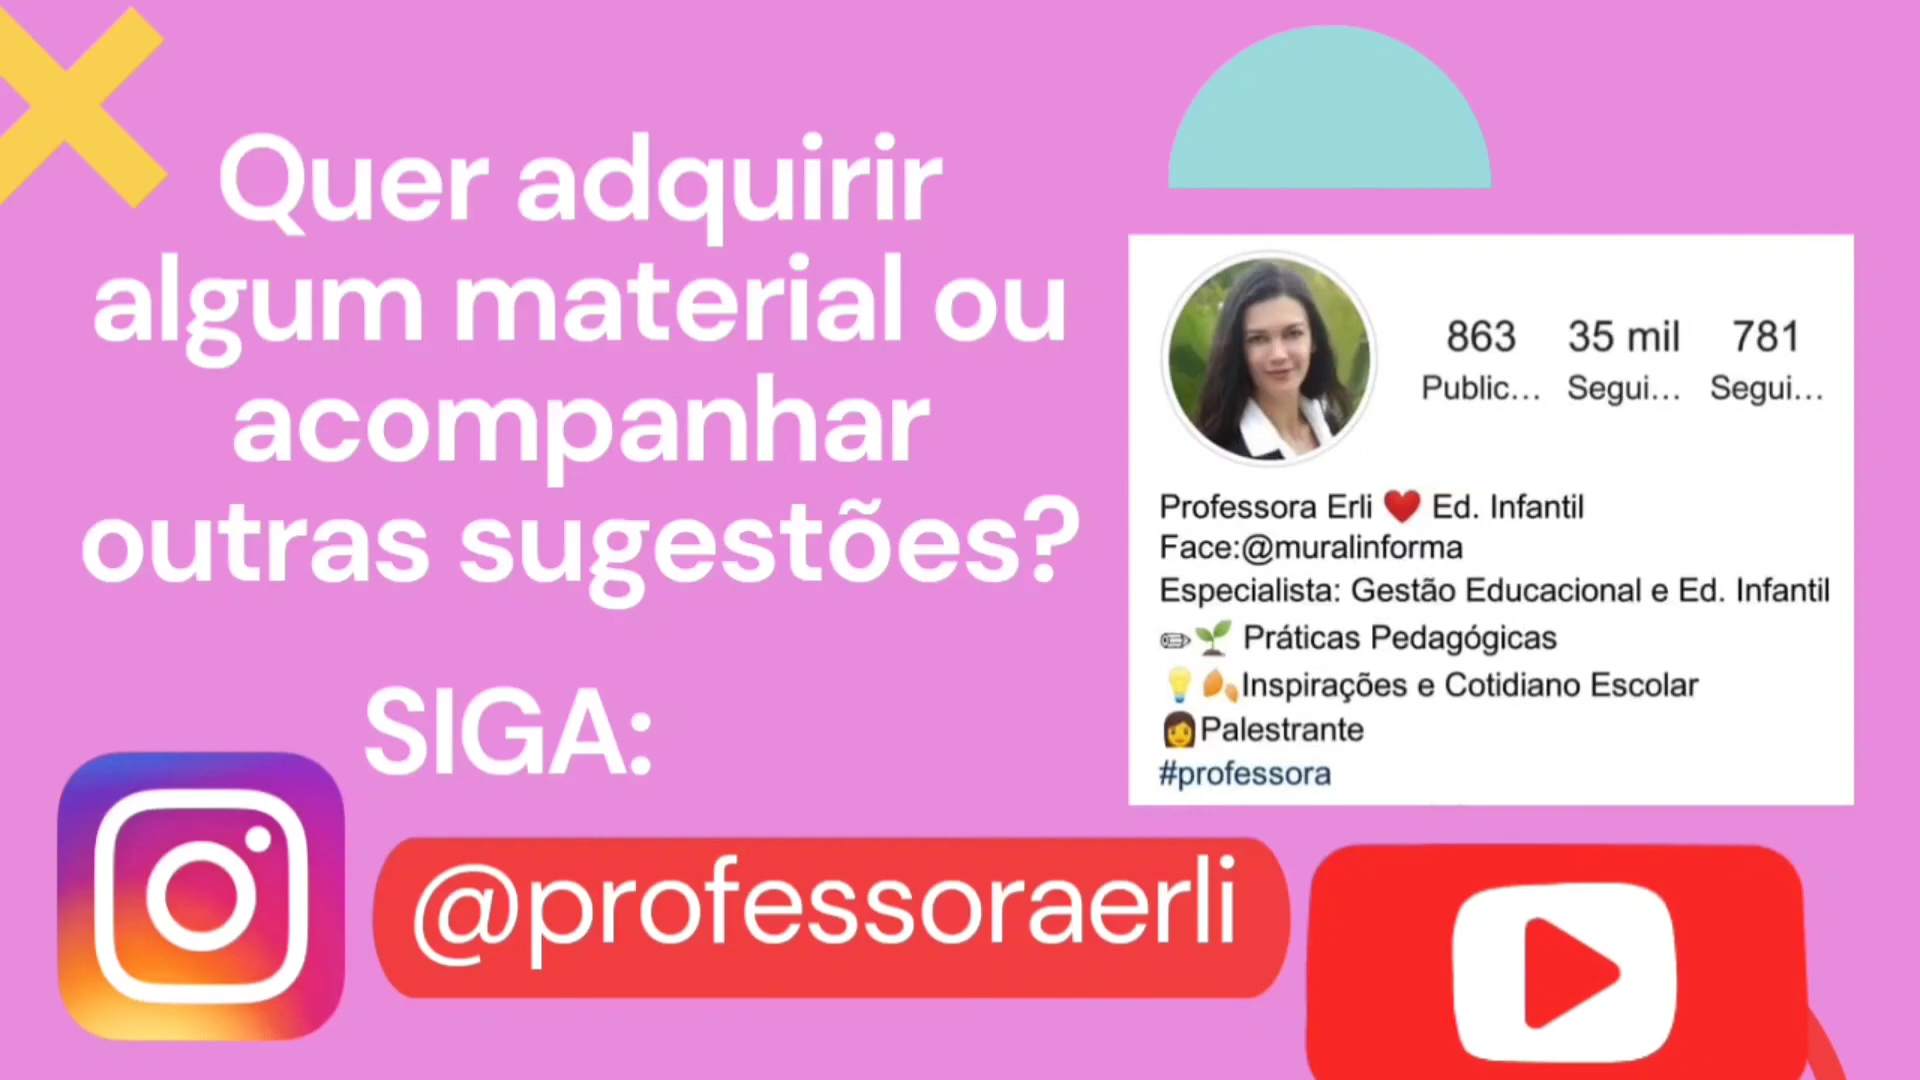 Quer adquirir
algum material ou
acompanhar
outras sugestões?
SIGA:
@professoraerli
863 35 mil 781
Public... Segui... Segui...
Professora Erli ❤️ Ed. Infantil
Face:@muralinforma
Especialista: Gestão Educacional e Ed. Infantil
✏️🌱 Práticas Pedagógicas
💡🍂Inspirações e Cotidiano Escolar
👩Palestrante
#professora